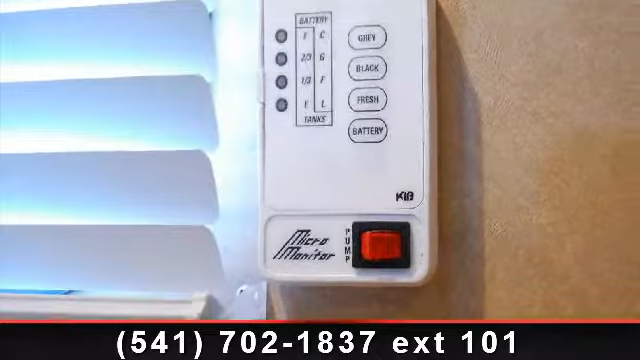 BATTERY
F C
2/3 G
1/3 F
E L
TANKS
GREY
BLACK
FRESH
BATTERY
KIB
Micro
Monitor
PUMP
(541) 702-1837 ext 101